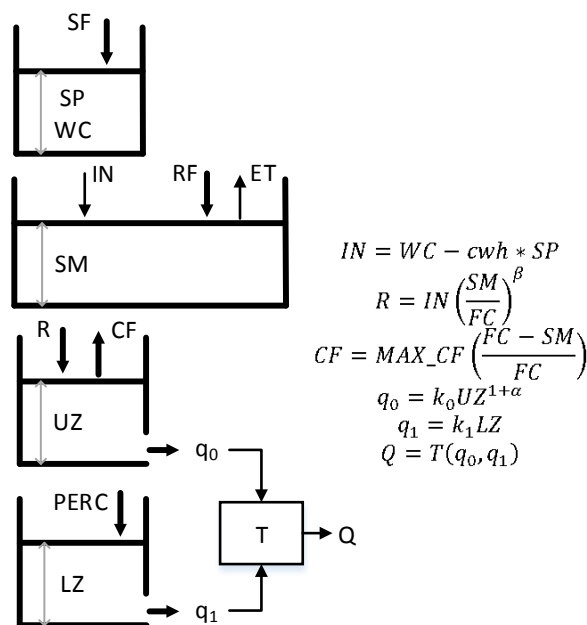 SF
SP
WC
IN RF ET
SM
R CF
UZ
q₀
PERC
LZ
q₁
T
Q
IN = WC − cwh * SP
R = IN (SM/FC)^β
CF = MAX_CF ((FC − SM)/FC)
q₀ = k₀UZ^{1+α}
q₁ = k₁LZ
Q = T(q₀, q₁)